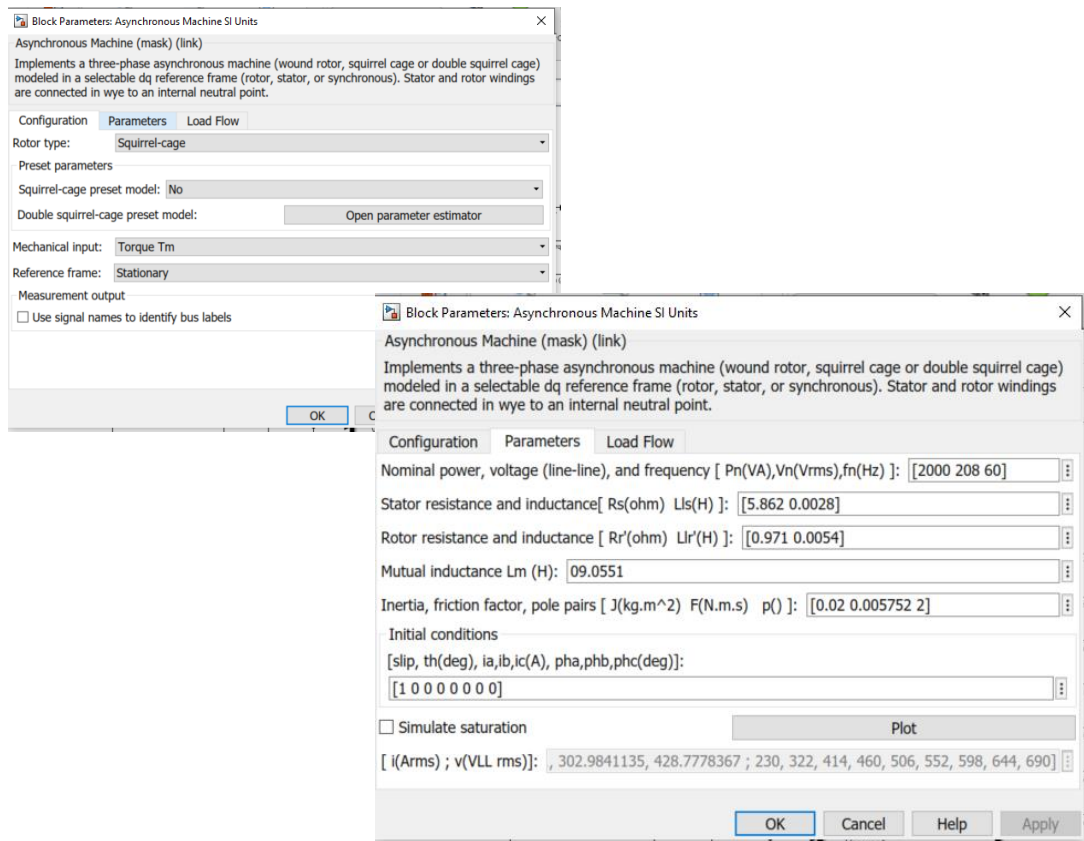 Block Parameters: Asynchronous Machine SI Units
Asynchronous Machine (mask) (link)
Implements a three-phase asynchronous machine (wound rotor, squirrel cage or double squirrel cage)
modeled in a selectable dq reference frame (rotor, stator, or synchronous). Stator and rotor windings
are connected in wye to an internal neutral point.
Configuration Parameters Load Flow
Rotor type: Squirrel-cage
Preset parameters
Squirrel-cage preset model: No
Double squirrel-cage preset model: Open parameter estimator
Mechanical input: Torque Tm
Reference frame: Stationary
Measurement output
Use signal names to identify bus labels
OK
Block Parameters: Asynchronous Machine SI Units
Asynchronous Machine (mask) (link)
Implements a three-phase asynchronous machine (wound rotor, squirrel cage or double squirrel cage)
modeled in a selectable dq reference frame (rotor, stator, or synchronous). Stator and rotor windings
are connected in wye to an internal neutral point.
Configuration Parameters Load Flow
Nominal power, voltage (line-line), and frequency [ Pn(VA),Vn(Vrms),fn(Hz) ]: [2000 208 60]
Stator resistance and inductance[ Rs(ohm) Lls(H) ]: [5.862 0.0028]
Rotor resistance and inductance [ Rr'(ohm) Llr'(H) ]: [0.971 0.0054]
Mutual inductance Lm (H): 09.0551
Inertia, friction factor, pole pairs [ J(kg.m^2) F(N.m.s) p() ]: [0.02 0.005752 2]
Initial conditions
[slip, th(deg), ia,ib,ic(A), pha,phb,phc(deg)]:
[1 0 0 0 0 0 0 0]
Simulate saturation Plot
[ i(Arms) ; v(VLL rms)]: , 302.9841135, 428.7778367 ; 230, 322, 414, 460, 506, 552, 598, 644, 690]
OK Cancel Help Apply